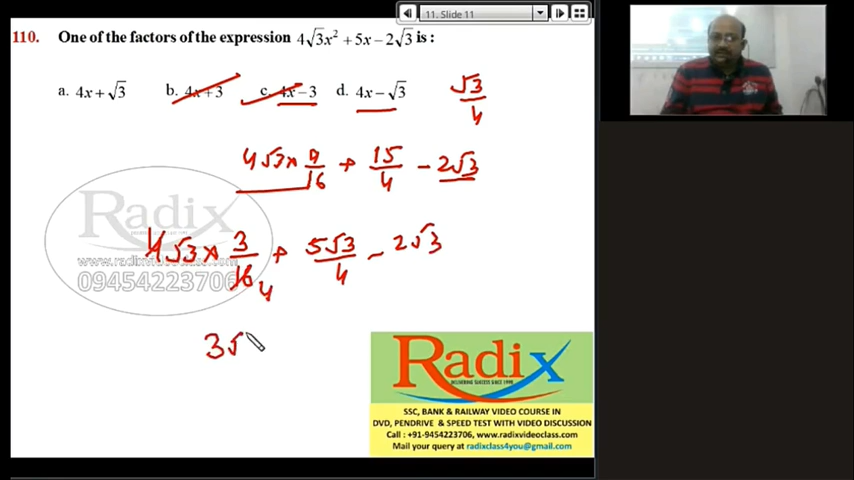 11. Slide 11
110. One of the factors of the expression 4√3x² + 5x − 2√3 is :
a. 4x + √3 b. 4x + 3 c. 4x − 3 d. 4x − √3 √3/4
4√3 × 9/16 + 15/4 − 2√3
Radix
www.radixvideoclass.com
09454223706
4√3 × 3/16 4 + 5√3/4 − 2√3
3√
Radix
DELIVERING SUCCESS SINCE 1998
SSC, BANK & RAILWAY VIDEO COURSE IN
DVD, PENDRIVE & SPEED TEST WITH VIDEO DISCUSSION
Call : +91-9454223706, www.radixvideoclass.com
Mail your query at radixclass4you@gmail.com